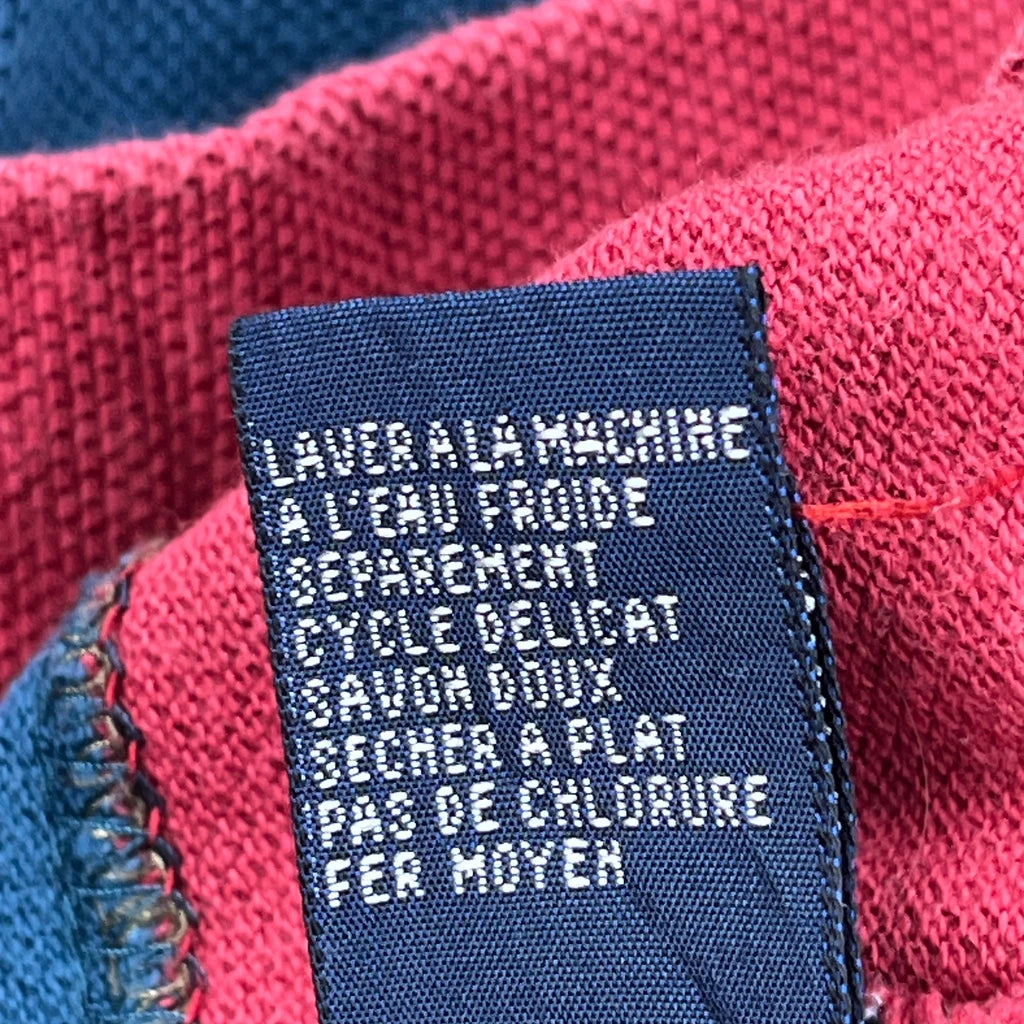 LAVER A LA MACHINE
A L'EAU FROIDE
SEPAREMENT
CYCLE DELICAT
SAVON DOUX
SECHER A PLAT
PAS DE CHLORURE
FER MOYEN